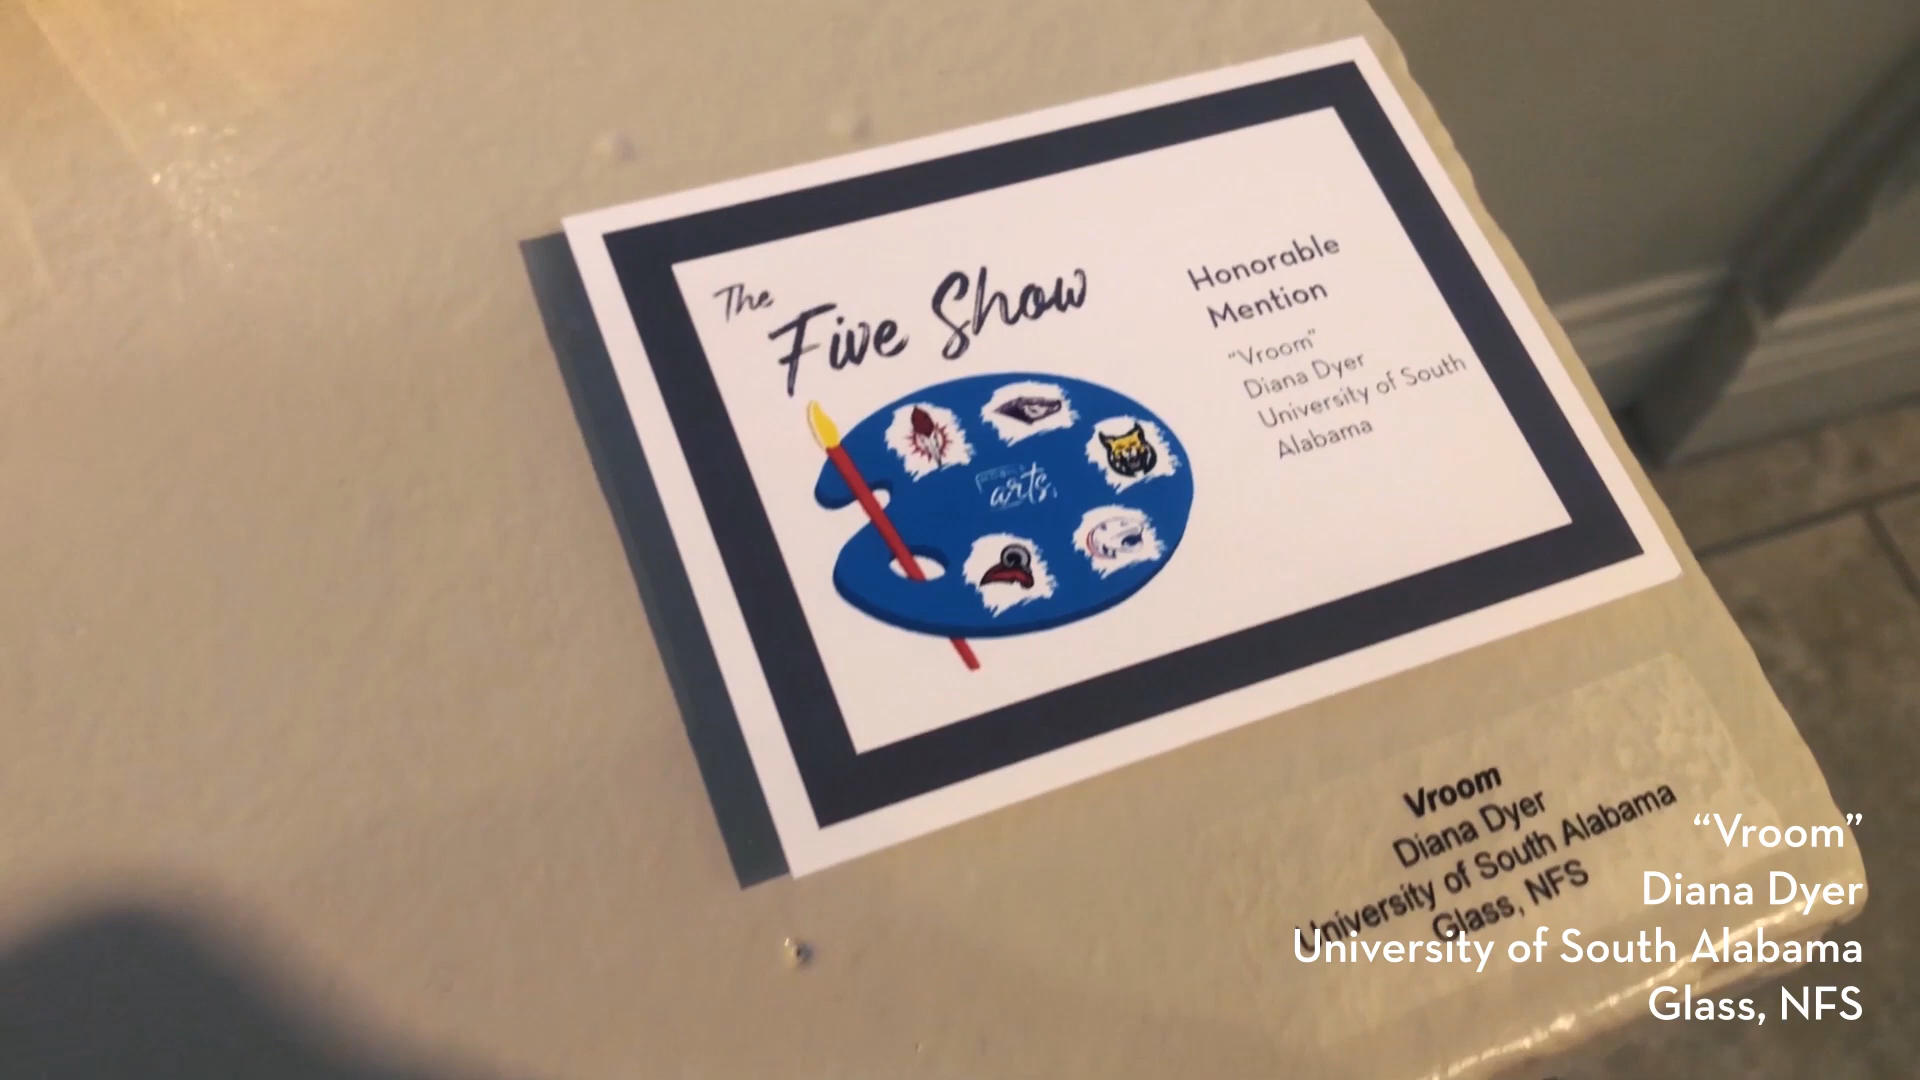 The
Five Show
arts
Honorable
Mention
“Vroom”
Diana Dyer
University of South
Alabama
Vroom
Diana Dyer
University of South Alabama
Glass, NFS
“Vroom”
Diana Dyer
University of South Alabama
Glass, NFS